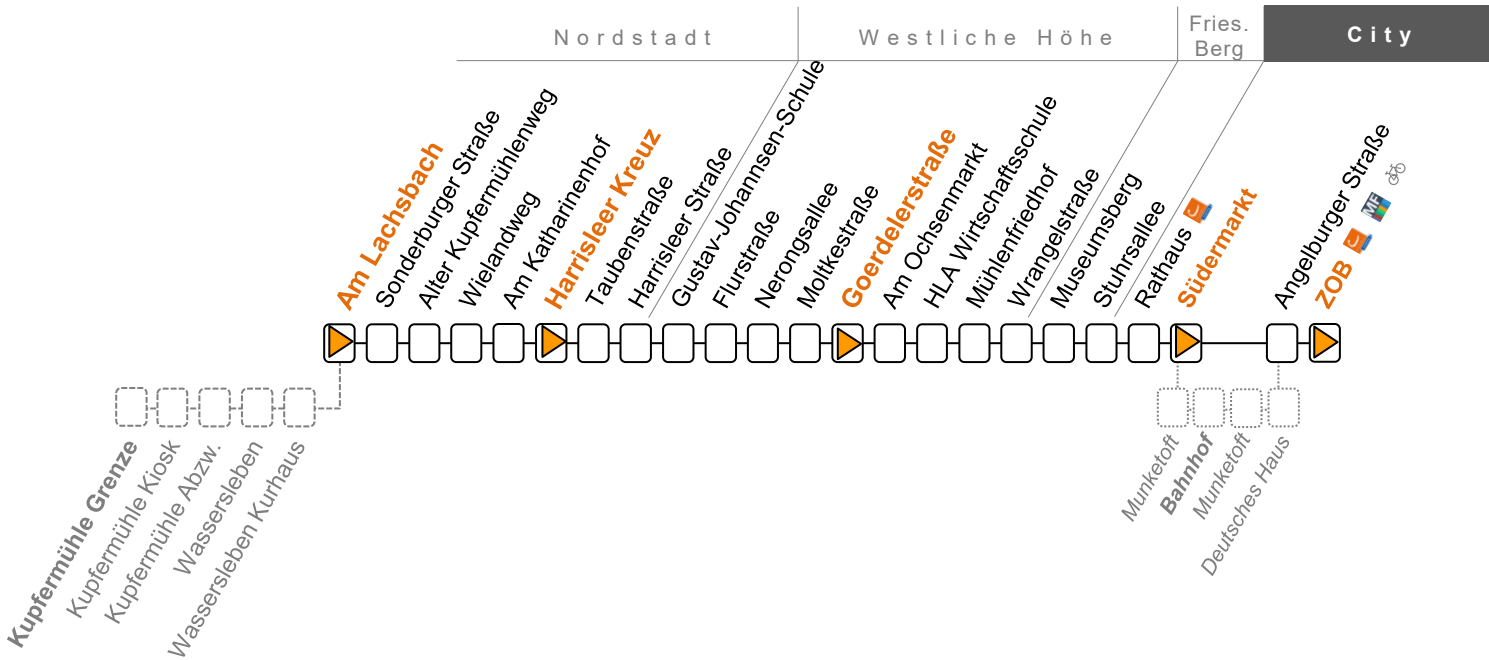 Nordstadt
Westliche Höhe
Fries.
Berg
City
Am Lachsbach
Sonderburger Straße
Alter Kupfermühlenweg
Wielandweg
Am Katharinenhof
Harrisleer Kreuz
Taubenstraße
Harrisleer Straße
Gustav-Johannsen-Schule
Flurstraße
Nerongsallee
Moltkestraße
Goerdelerstraße
Am Ochsenmarkt
HLA Wirtschaftsschule
Mühlenfriedhof
Wrangelstraße
Museumsberg
Stuhrsallee
Rathaus
Südermarkt
Angelburger Straße
ZOB
MF
Kupfermühle Grenze
Kupfermühle Kiosk
Kupfermühle Abzw.
Wassersleben
Wassersleben Kurhaus
Munketoft
Bahnhof
Munketoft
Deutsches Haus